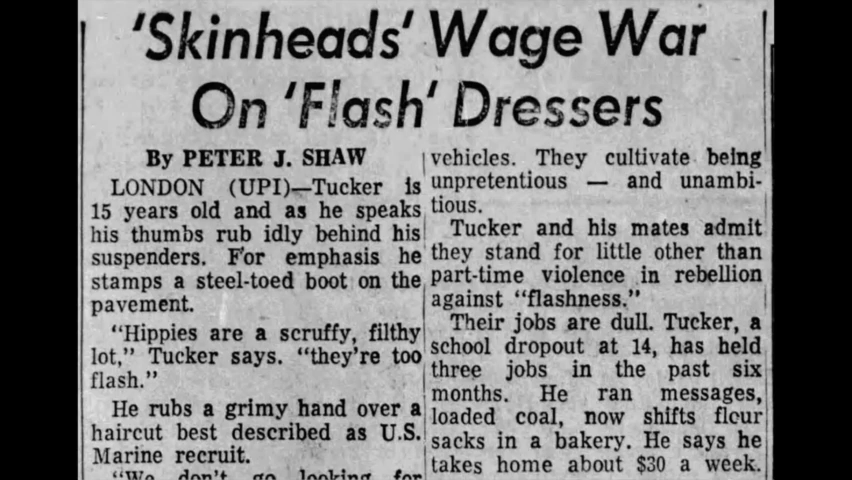 'Skinheads' Wage War
On 'Flash' Dressers
By PETER J. SHAW
LONDON (UPI)—Tucker is
15 years old and as he speaks
his thumbs rub idly behind his
suspenders. For emphasis he
stamps a steel-toed boot on the
pavement.
"Hippies are a scruffy, filthy
lot," Tucker says. "they're too
flash."
He rubs a grimy hand over a
haircut best described as U.S.
Marine recruit.
"We don't go looking for
vehicles. They cultivate being
unpretentious — and unambi-
tious.
Tucker and his mates admit
they stand for little other than
part-time violence in rebellion
against "flashness."
Their jobs are dull. Tucker, a
school dropout at 14, has held
three jobs in the past six
months. He ran messages,
loaded coal, now shifts flour
sacks in a bakery. He says he
takes home about $30 a week.